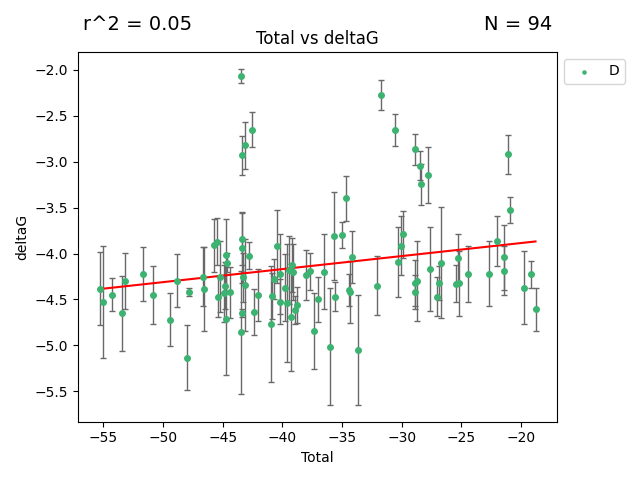 r^2 = 0.05
N = 94
Total vs deltaG
D
deltaG
−2.0
−2.5
−3.0
−3.5
−4.0
−4.5
−5.0
−5.5
−55 −50 −45 −40 −35 −30 −25 −20
Total